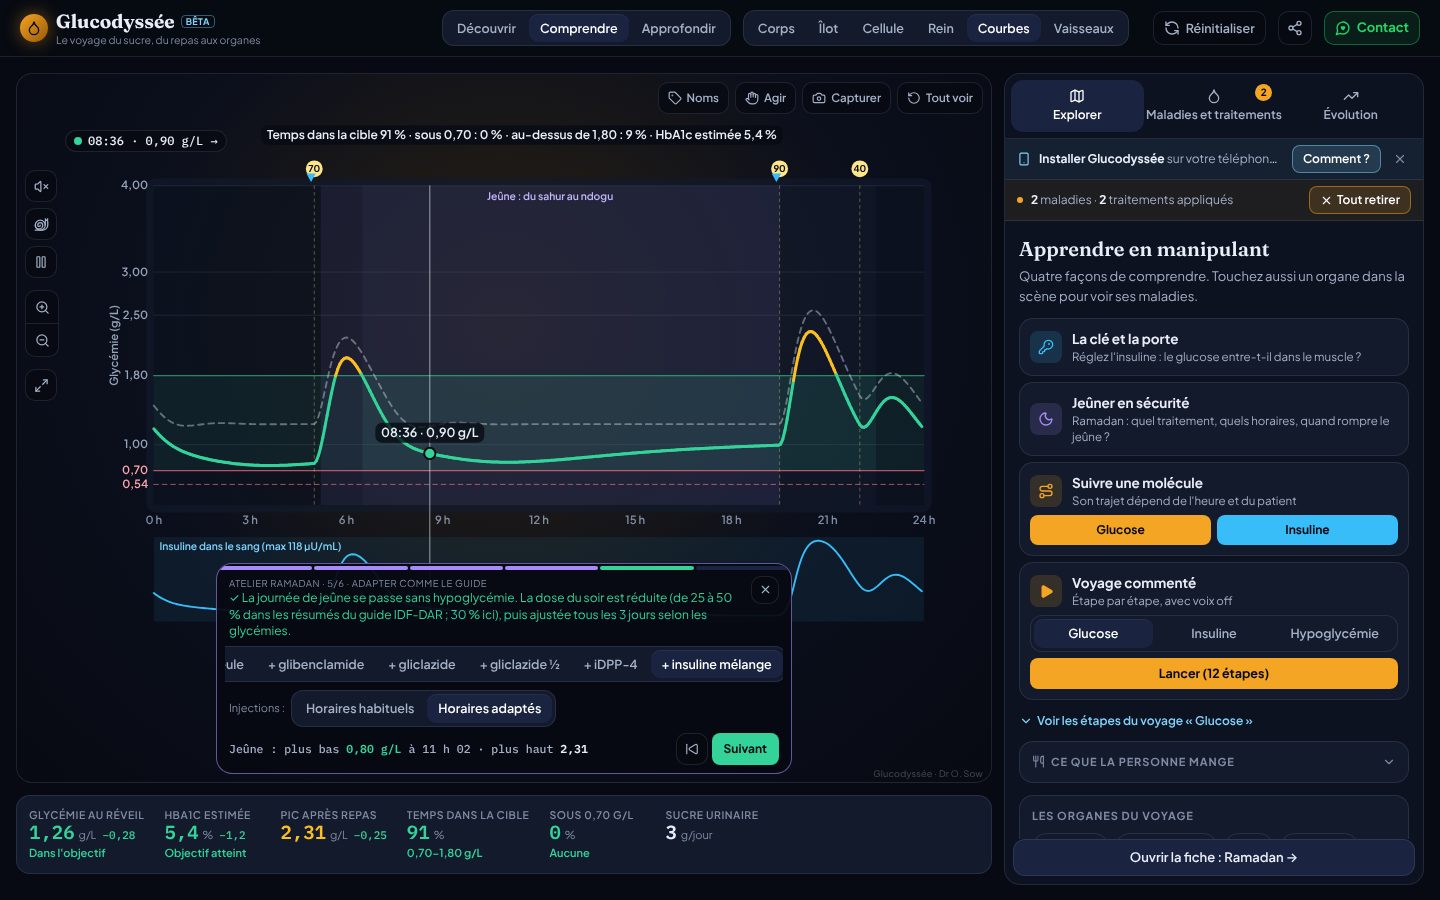 Glucodyssée BÊTA
Le voyage du sucre, du repas aux organes
Découvrir Comprendre Approfondir
Corps Îlot Cellule Rein Courbes Vaisseaux
Réinitialiser
Contact
Noms Agir Capturer Tout voir
08:36 · 0,90 g/L →
Temps dans la cible 91 % · sous 0,70 : 0 % · au-dessus de 1,80 : 9 % · HbA1c estimée 5,4 %
70 90 40
Jeûne : du sahur au ndogu
Glycémie (g/L)
4,00
3,00
2,50
1,80
1,00
0,70
0,54
08:36 · 0,90 g/L
0 h 3 h 6 h 9 h 12 h 15 h 18 h 21 h 24 h
Insuline dans le sang (max 118 µU/mL)
ATELIER RAMADAN · 5/6 · ADAPTER COMME LE GUIDE
✓ La journée de jeûne se passe sans hypoglycémie. La dose du soir est réduite (de 25 à 50
% dans les résumés du guide IDF-DAR ; 30 % ici), puis ajustée tous les 3 jours selon les
glycémies.
ule + glibenclamide + gliclazide + gliclazide ½ + iDPP-4 + insuline mélange
Injections : Horaires habituels Horaires adaptés
Jeûne : plus bas 0,80 g/L à 11 h 02 · plus haut 2,31
Suivant
Glucodyssée · Dr O. Sow
GLYCÉMIE AU RÉVEIL
1,26 g/L −0,28
Dans l'objectif
HBA1C ESTIMÉE
5,4 % −1,2
Objectif atteint
PIC APRÈS REPAS
2,31 g/L −0,25
TEMPS DANS LA CIBLE
91 %
0,70–1,80 g/L
SOUS 0,70 G/L
0 %
Aucune
SUCRE URINAIRE
3 g/jour
Explorer
2
Maladies et traitements
Évolution
Installer Glucodyssée sur votre téléphon… Comment ?
2 maladies · 2 traitements appliqués Tout retirer
Apprendre en manipulant
Quatre façons de comprendre. Touchez aussi un organe dans la
scène pour voir ses maladies.
La clé et la porte
Réglez l'insuline : le glucose entre-t-il dans le muscle ?
Jeûner en sécurité
Ramadan : quel traitement, quels horaires, quand rompre le
jeûne ?
Suivre une molécule
Son trajet dépend de l'heure et du patient
Glucose Insuline
Voyage commenté
Étape par étape, avec voix off
Glucose Insuline Hypoglycémie
Lancer (12 étapes)
Voir les étapes du voyage « Glucose »
CE QUE LA PERSONNE MANGE
LES ORGANES DU VOYAGE
Ouvrir la fiche : Ramadan →